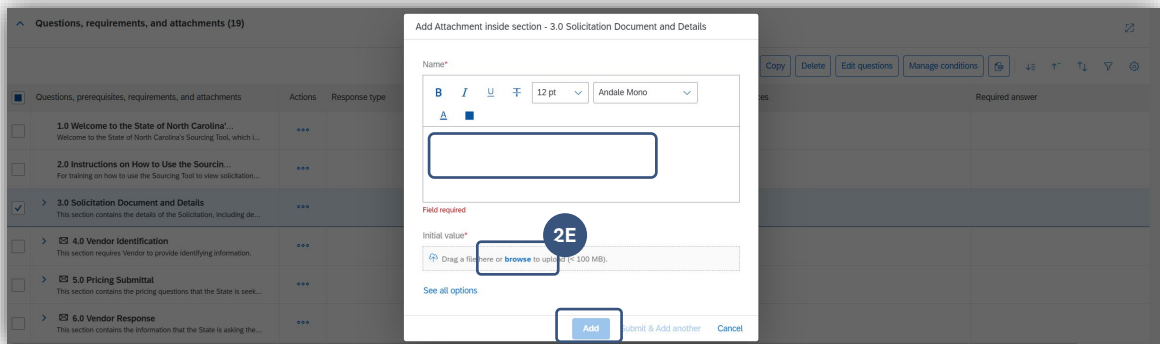 Questions, requirements, and attachments (19)
Add Attachment inside section - 3.0 Solicitation Document and Details
Name*
B I U T 12 pt Andale Mono
A
Copy Delete Edit questions Manage conditions
Questions, prerequisites, requirements, and attachments Actions Response type Required answer
1.0 Welcome to the State of North Carolina'...
Welcome to the State of North Carolina's Sourcing Tool, which i...
2.0 Instructions on How to Use the Sourcin...
For training on how to use the Sourcing Tool to view solicitation...
3.0 Solicitation Document and Details
This section contains the details of the Solicitation, including de...
Field required
Initial value*
2E
Drag a file here or browse to upload (< 100 MB).
4.0 Vendor Identification
This section requires Vendor to provide identifying information.
See all options
5.0 Pricing Submittal
This section contains the pricing questions that the State is seek...
6.0 Vendor Response
This section contains the information that the State is asking the...
Add Submit & Add another Cancel